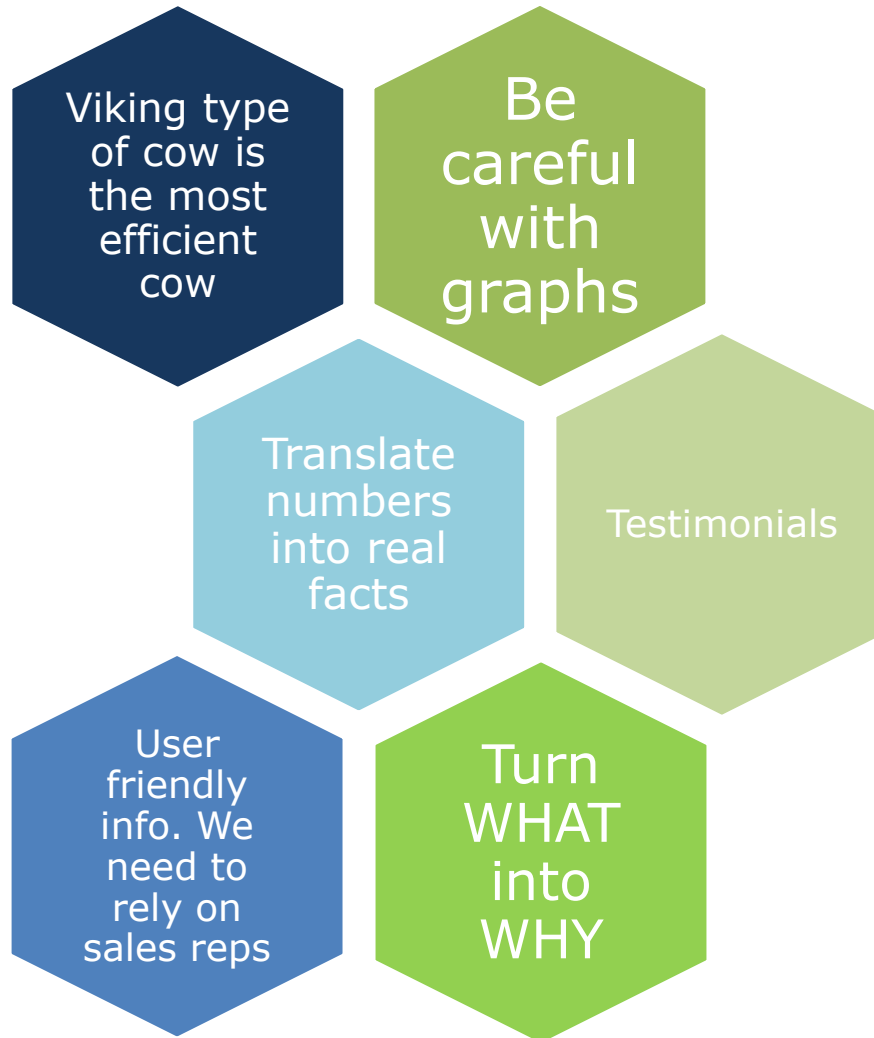 Viking type
of cow is
the most
efficient
cow
Be
careful
with
graphs
Translate
numbers
into real
facts
Testimonials
User
friendly
info. We
need to
rely on
sales reps
Turn
WHAT
into
WHY